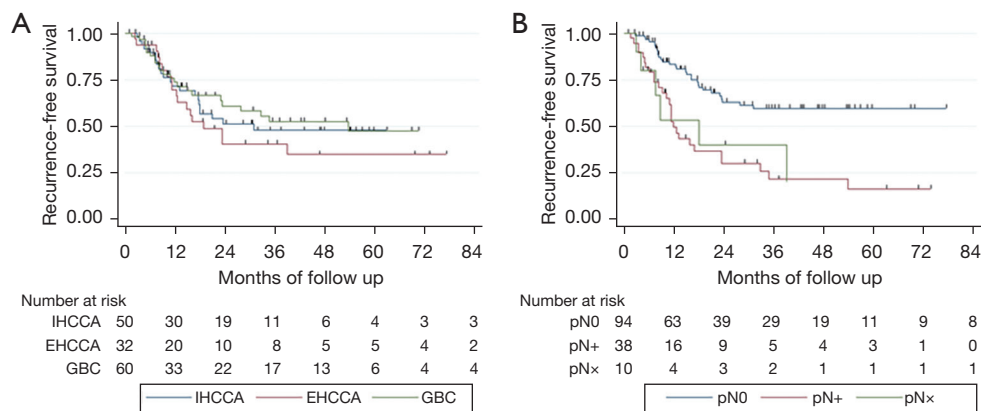 A
Recurrence-free survival
1.00
0.75
0.50
0.25
0.00
0 12 24 36 48 60 72 84
Months of follow up
Number at risk
IHCCA 50 30 19 11 6 4 3 3
EHCCA 32 20 10 8 5 5 4 2
GBC 60 33 22 17 13 6 4 4
IHCCA EHCCA GBC
B
Recurrence-free survival
1.00
0.75
0.50
0.25
0.00
0 12 24 36 48 60 72 84
Months of follow up
Number at risk
pN0 94 63 39 29 19 11 9 8
pN+ 38 16 9 5 4 3 1 0
pN× 10 4 3 2 1 1 1 1
pN0 pN+ pN×